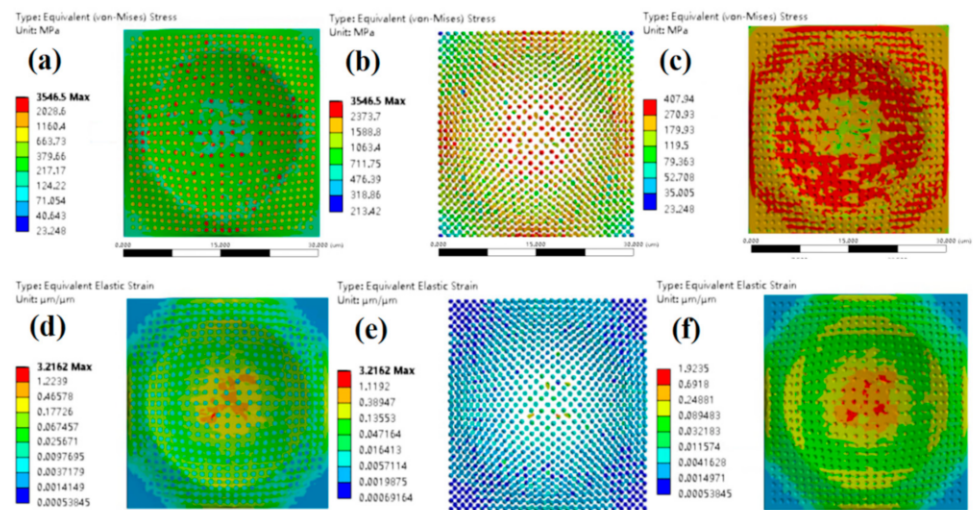 Type: Equivalent (von-Mises) Stress
Unit: MPa
(a)
3546.5 Max
2028.6
1160.4
663.73
379.66
217.17
124.22
71.054
40.643
23.248
0.000 15.000 30.000 (um)
Type: Equivalent (von-Mises) Stress
Unit: MPa
(b)
3546.5 Max
2373.7
1588.8
1063.4
711.75
476.39
318.86
213.42
0.000 15.000 30.000 (um)
Type: Equivalent (von-Mises) Stress
Unit: MPa
(c)
407.94
270.93
179.93
119.5
79.363
52.708
35.005
23.248
0.000 15.000 30.000 (um)
Type: Equivalent Elastic Strain
Unit: μm/μm
(d)
3.2162 Max
1.2239
0.46578
0.17726
0.067457
0.025671
0.0097695
0.0037179
0.0014149
0.00053845
Type: Equivalent Elastic Strain
Unit: μm/μm
(e)
3.2162 Max
1.1192
0.38947
0.13553
0.047164
0.016413
0.0057114
0.0019875
0.00069164
Type: Equivalent Elastic Strain
Unit: μm/μm
(f)
1.9235
0.6918
0.24881
0.089483
0.032183
0.011574
0.0041628
0.0014971
0.00053845